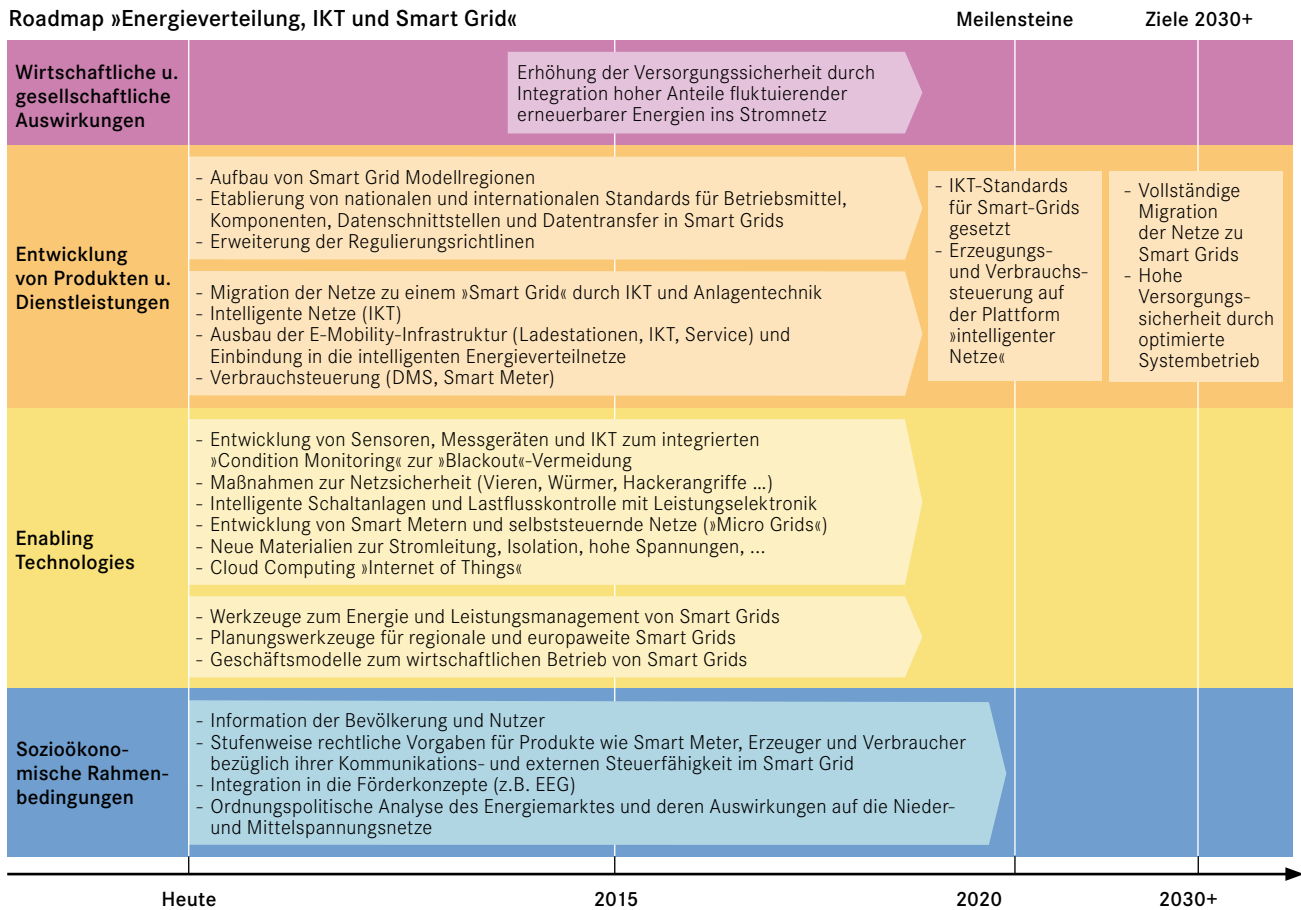 Roadmap »Energieverteilung, IKT und Smart Grid«
Meilensteine
Ziele 2030+
Wirtschaftliche u.
gesellschaftliche
Auswirkungen
Erhöhung der Versorgungssicherheit durch
Integration hoher Anteile fluktuierender
erneuerbarer Energien ins Stromnetz
Entwicklung
von Produkten u.
Dienstleistungen
- Aufbau von Smart Grid Modellregionen
- Etablierung von nationalen und internationalen Standards für Betriebsmittel,
Komponenten, Datenschnittstellen und Datentransfer in Smart Grids
- Erweiterung der Regulierungsrichtlinen
- Migration der Netze zu einem »Smart Grid« durch IKT und Anlagentechnik
- Intelligente Netze (IKT)
- Ausbau der E-Mobility-Infrastruktur (Ladestationen, IKT, Service) und
Einbindung in die intelligenten Energieverteilnetze
- Verbrauchsteuerung (DMS, Smart Meter)
- IKT-Standards
für Smart-Grids
gesetzt
- Erzeugungs-
und Verbrauchs-
steuerung auf
der Plattform
»intelligenter
Netze«
- Vollständige
Migration
der Netze zu
Smart Grids
- Hohe
Versorgungs-
sicherheit durch
optimierte
Systembetrieb
Enabling
Technologies
- Entwicklung von Sensoren, Messgeräten und IKT zum integrierten
»Condition Monitoring« zur »Blackout«-Vermeidung
- Maßnahmen zur Netzsicherheit (Vieren, Würmer, Hackerangriffe ...)
- Intelligente Schaltanlagen und Lastflusskontrolle mit Leistungselektronik
- Entwicklung von Smart Metern und selbststeuernde Netze (»Micro Grids«)
- Neue Materialien zur Stromleitung, Isolation, hohe Spannungen, ...
- Cloud Computing »Internet of Things«
- Werkzeuge zum Energie und Leistungsmanagement von Smart Grids
- Planungswerkzeuge für regionale und europaweite Smart Grids
- Geschäftsmodelle zum wirtschaftlichen Betrieb von Smart Grids
Sozioökono-
mische Rahmen-
bedingungen
- Information der Bevölkerung und Nutzer
- Stufenweise rechtliche Vorgaben für Produkte wie Smart Meter, Erzeuger und Verbraucher
bezüglich ihrer Kommunikations- und externen Steuerfähigkeit im Smart Grid
- Integration in die Förderkonzepte (z.B. EEG)
- Ordnungspolitische Analyse des Energiemarktes und deren Auswirkungen auf die Nieder-
und Mittelspannungsnetze
Heute
2015
2020
2030+